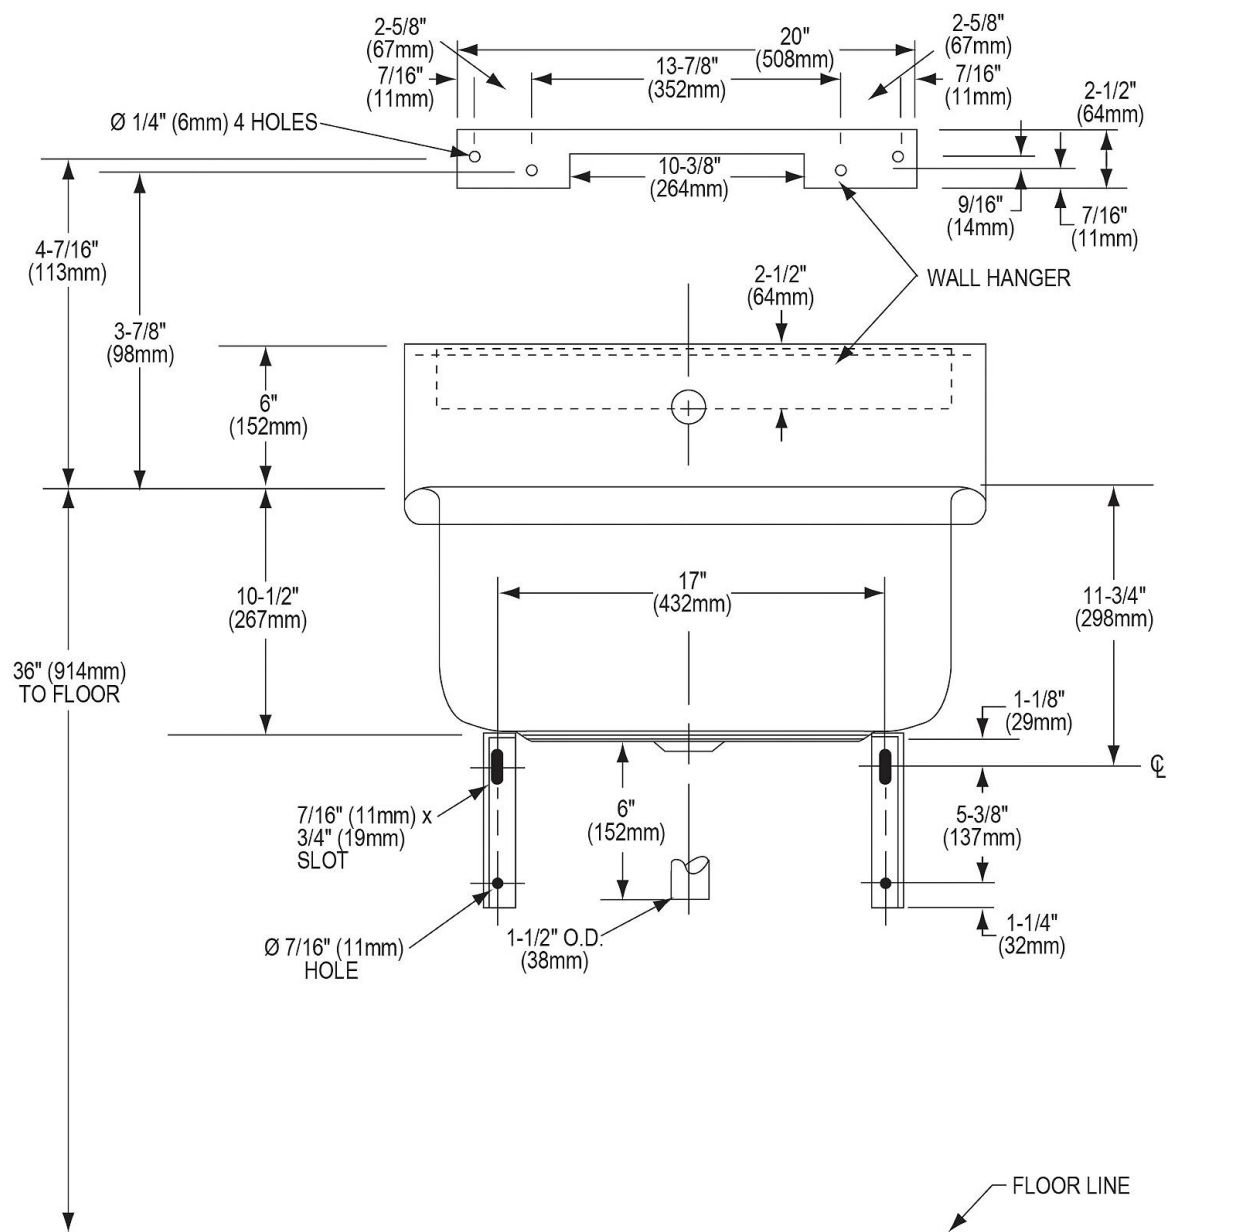 2-5/8"
(67mm)
20"
(508mm)
2-5/8"
(67mm)
7/16"
(11mm)
13-7/8"
(352mm)
7/16"
(11mm)
2-1/2"
(64mm)
Ø 1/4" (6mm) 4 HOLES
10-3/8"
(264mm)
9/16"
(14mm)
7/16"
(11mm)
4-7/16"
(113mm)
3-7/8"
(98mm)
2-1/2"
(64mm)
WALL HANGER
6"
(152mm)
10-1/2"
(267mm)
17"
(432mm)
11-3/4"
(298mm)
36" (914mm)
TO FLOOR
1-1/8"
(29mm)
℄
7/16" (11mm) x
3/4" (19mm)
SLOT
6"
(152mm)
5-3/8"
(137mm)
Ø 7/16" (11mm)
HOLE
1-1/2" O.D.
(38mm)
1-1/4"
(32mm)
FLOOR LINE